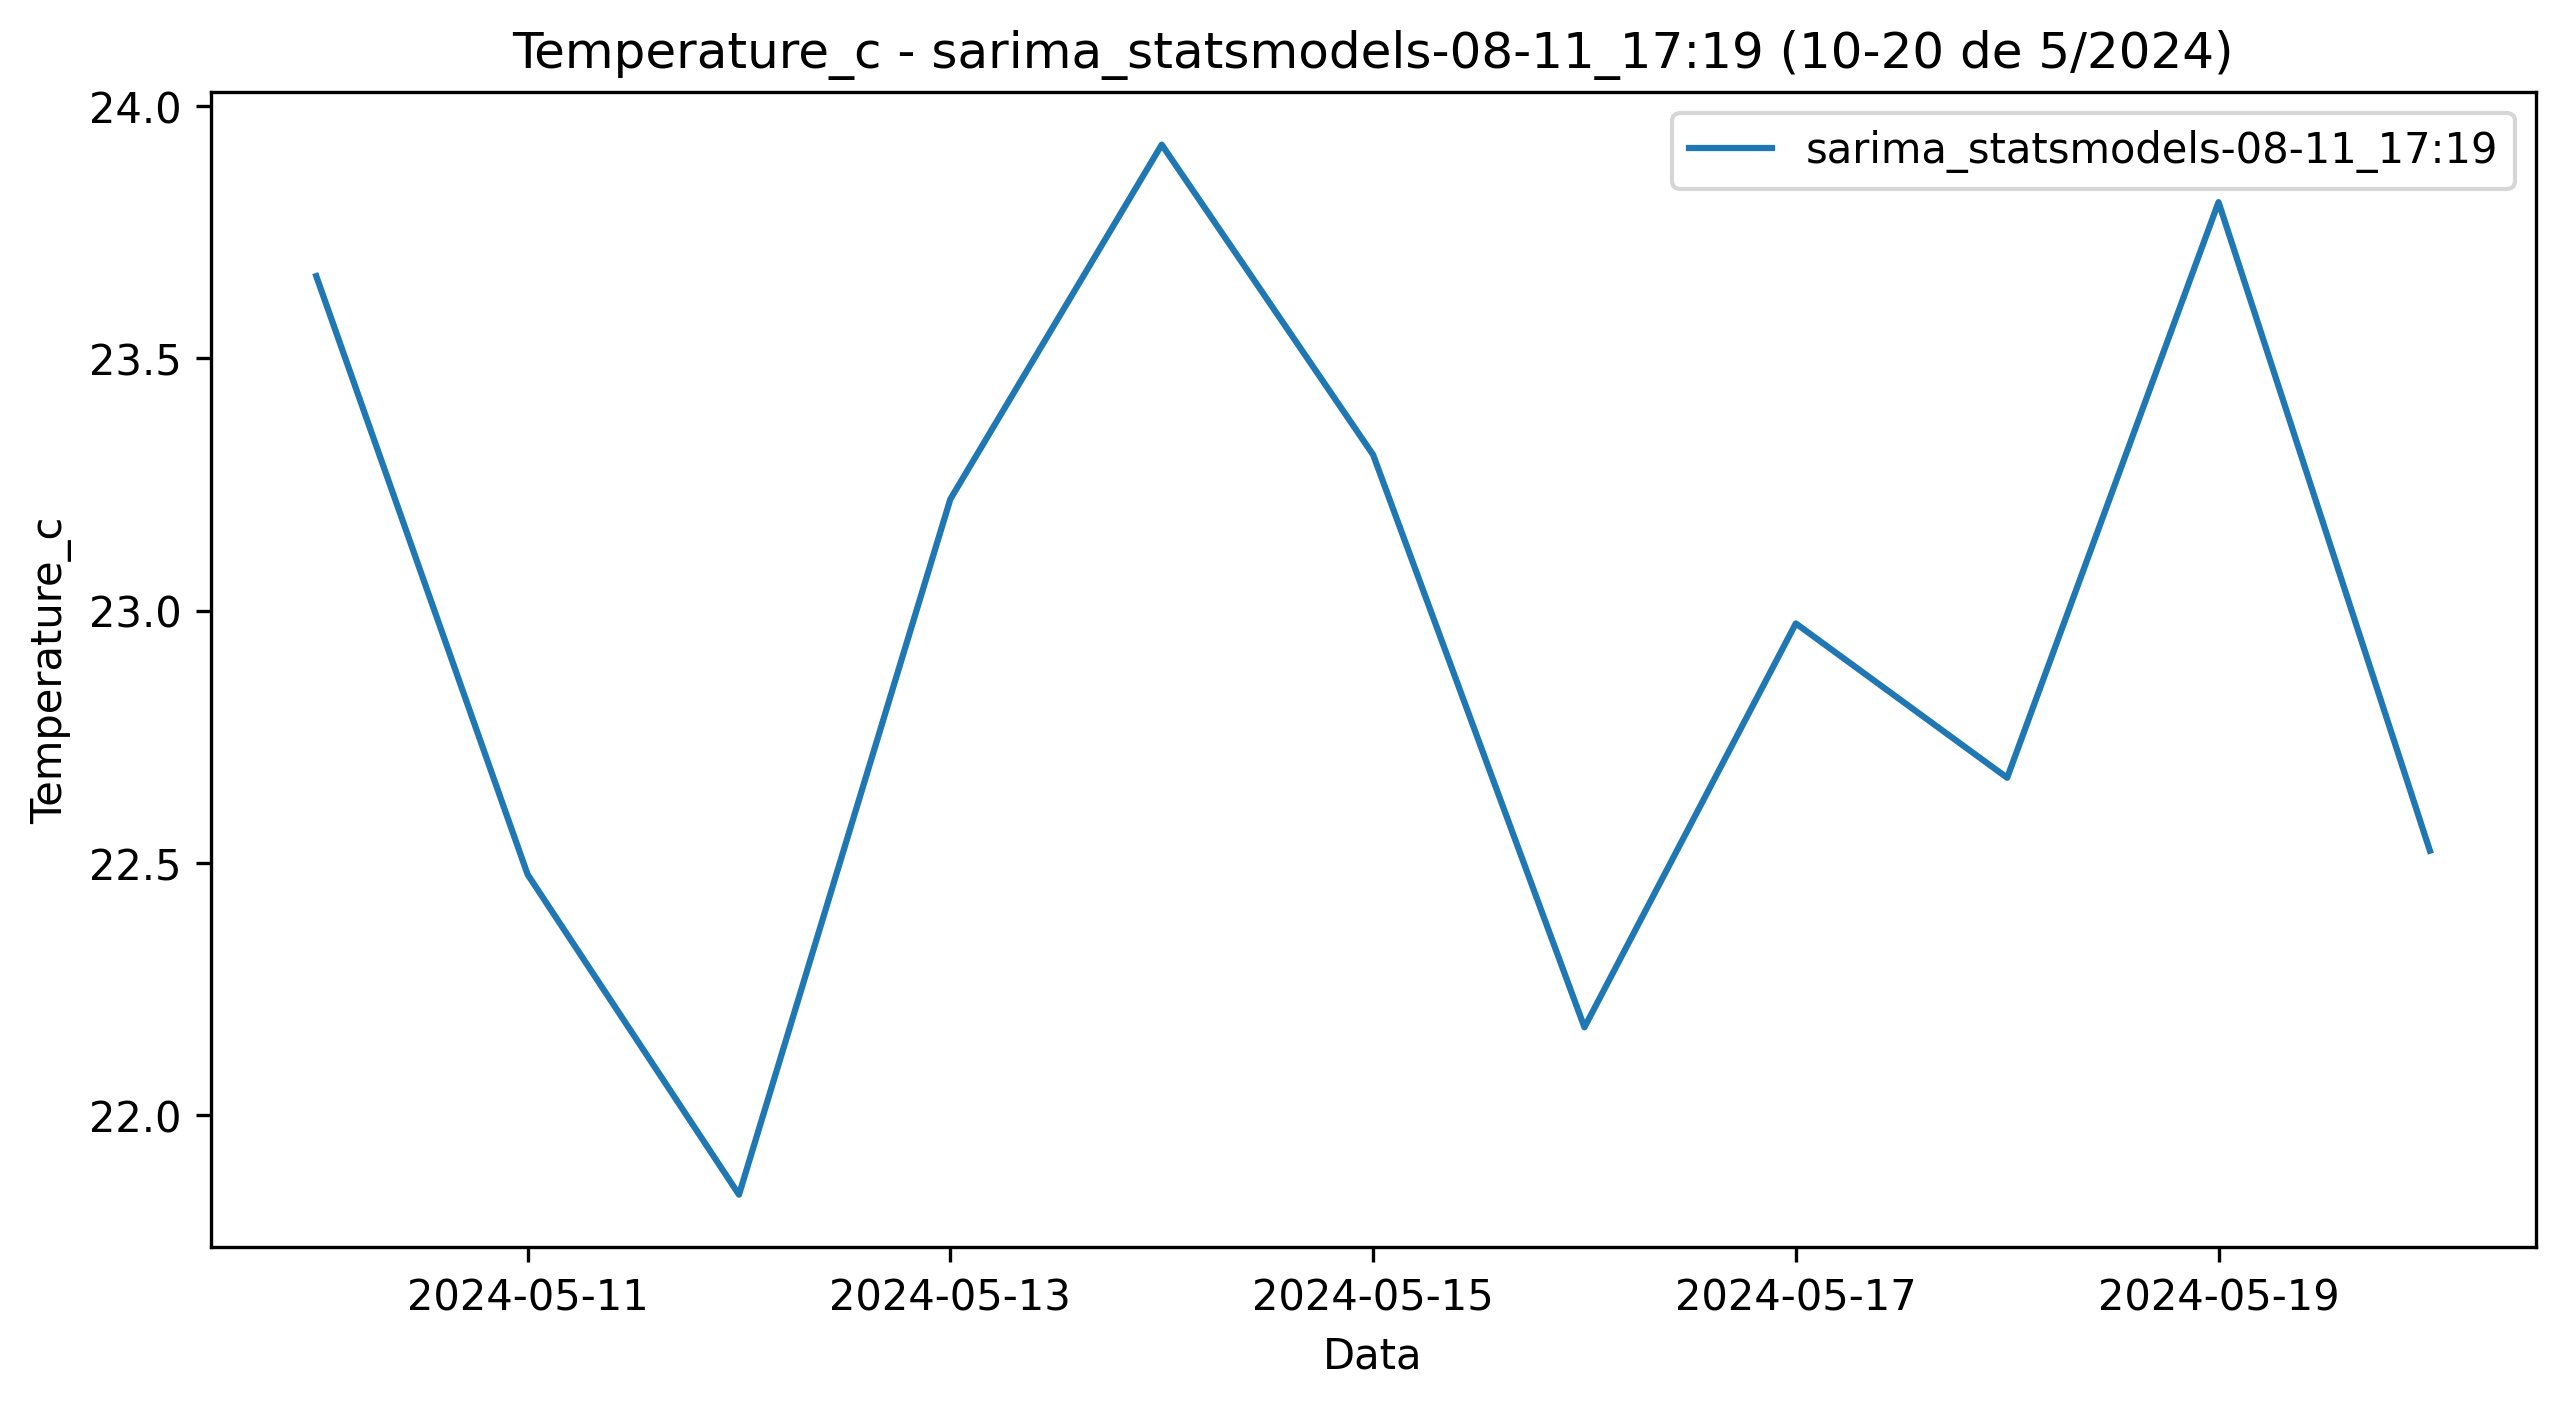 Temperature_c - sarima_statsmodels-08-11_17:19 (10-20 de 5/2024)
sarima_statsmodels-08-11_17:19
Temperature_c
24.0
23.5
23.0
22.5
22.0
2024-05-11 2024-05-13 2024-05-15 2024-05-17 2024-05-19
Data